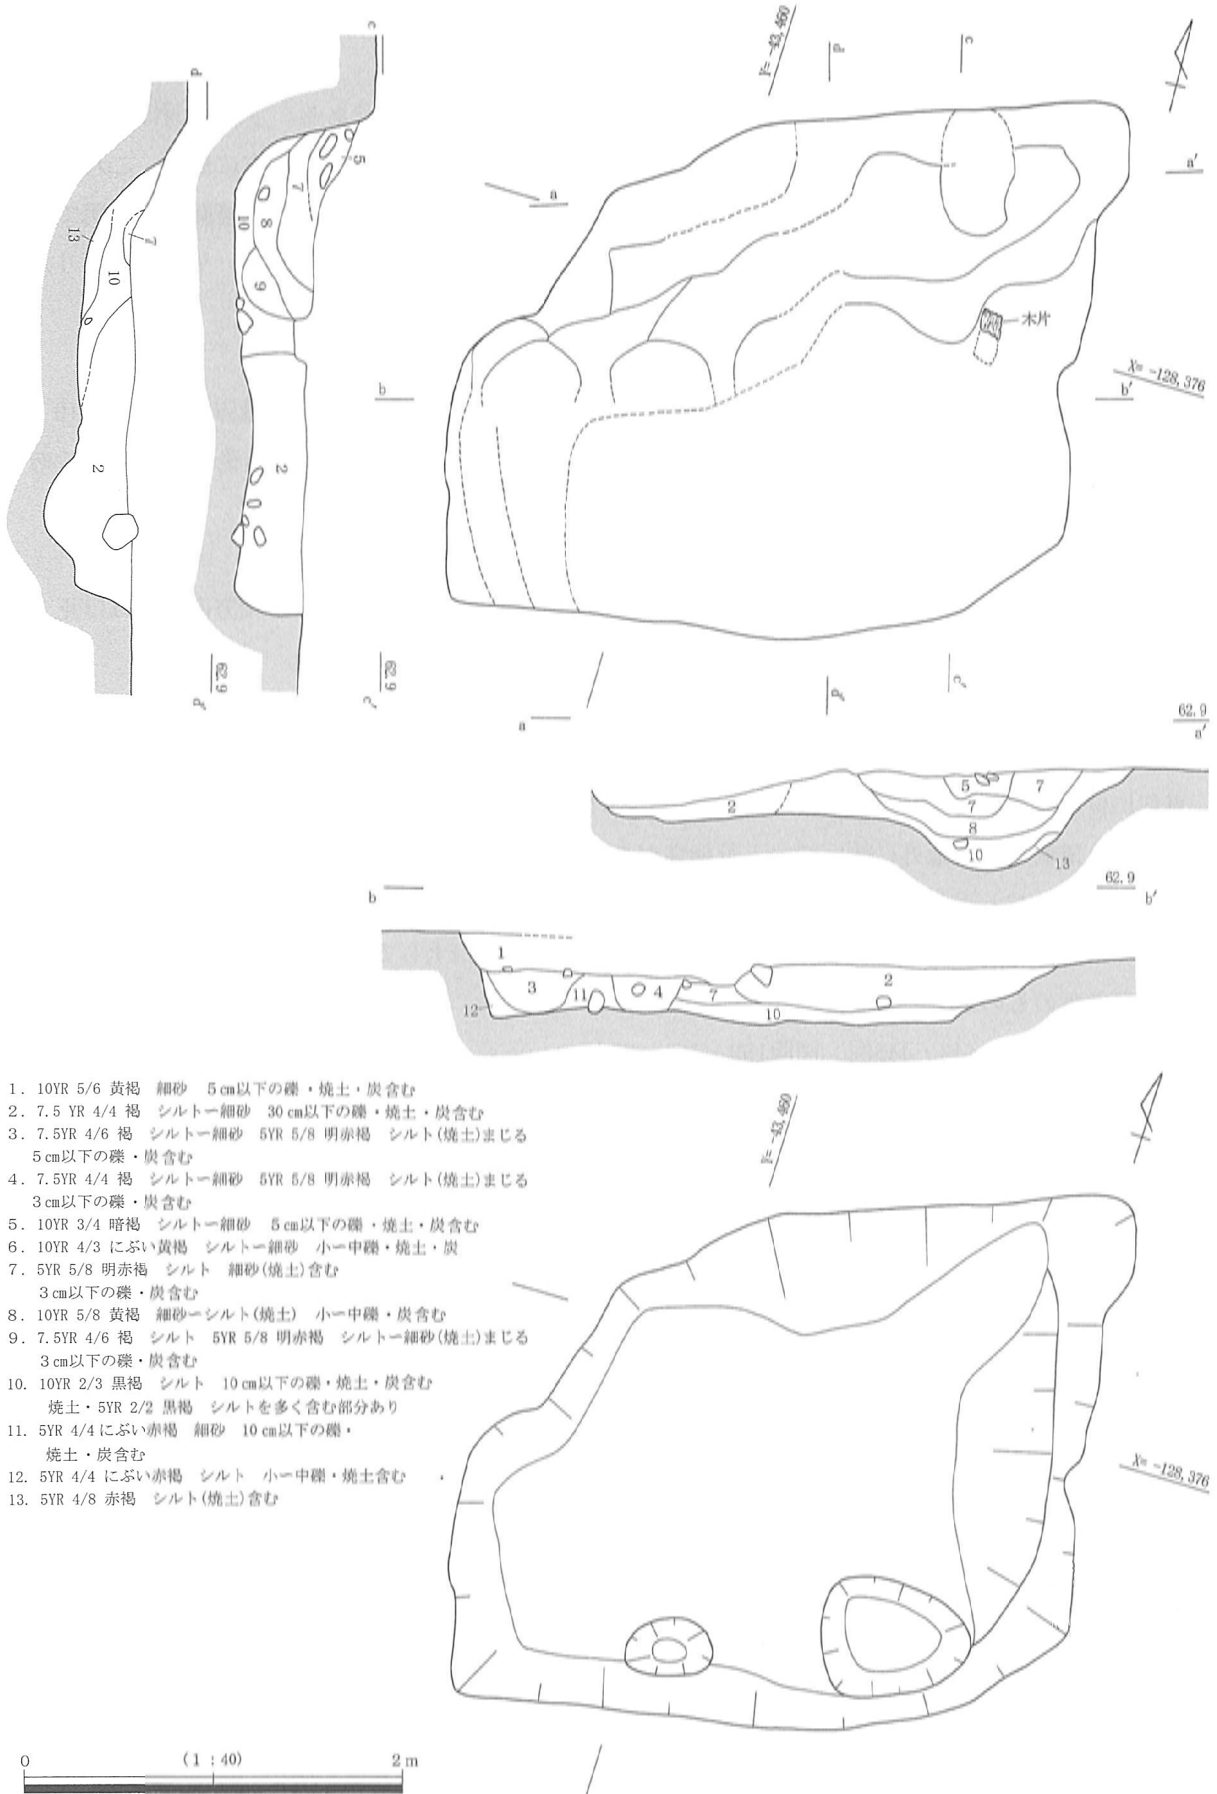 c
d
Y= -43,460
d
c
5
7
8
10
9
13
7
10
2
2
a
a′
木片
X= -128,376
b
b′
62.9
d′
62.9
c′
d′
c′
a
62.9
a′
2
5
7
7
8
10
13
b
62.9
b′
1
3
11
4
7
2
12
10
1. 10YR 5/6 黄褐 細砂 5㎝以下の礫・焼土・炭含む
2. 7.5 YR 4/4 褐 シルト〜細砂 30㎝以下の礫・焼土・炭含む
3. 7.5YR 4/6 褐 シルト〜細砂 5YR 5/8 明赤褐 シルト(焼土)まじる
5㎝以下の礫・炭含む
4. 7.5YR 4/4 褐 シルト〜細砂 5YR 5/8 明赤褐 シルト(焼土)まじる
3㎝以下の礫・炭含む
5. 10YR 3/4 暗褐 シルト〜細砂 5㎝以下の礫・焼土・炭含む
6. 10YR 4/3 にぶい黄褐 シルト〜細砂 小〜中礫・焼土・炭
7. 5YR 5/8 明赤褐 シルト 細砂(焼土)含む
3㎝以下の礫・炭含む
8. 10YR 5/8 黄褐 細砂〜シルト(焼土) 小〜中礫・炭含む
9. 7.5YR 4/6 褐 シルト 5YR 5/8 明赤褐 シルト〜細砂(焼土)まじる
3㎝以下の礫・炭含む
10. 10YR 2/3 黒褐 シルト 10㎝以下の礫・焼土・炭含む
焼土・5YR 2/2 黒褐 シルトを多く含む部分あり
11. 5YR 4/4 にぶい赤褐 細砂 10㎝以下の礫・
焼土・炭含む
12. 5YR 4/4 にぶい赤褐 シルト 小〜中礫・焼土含む
13. 5YR 4/8 赤褐 シルト(焼土)含む
Y= -43,460
X= -128,376
0 (1 : 40) 2 m